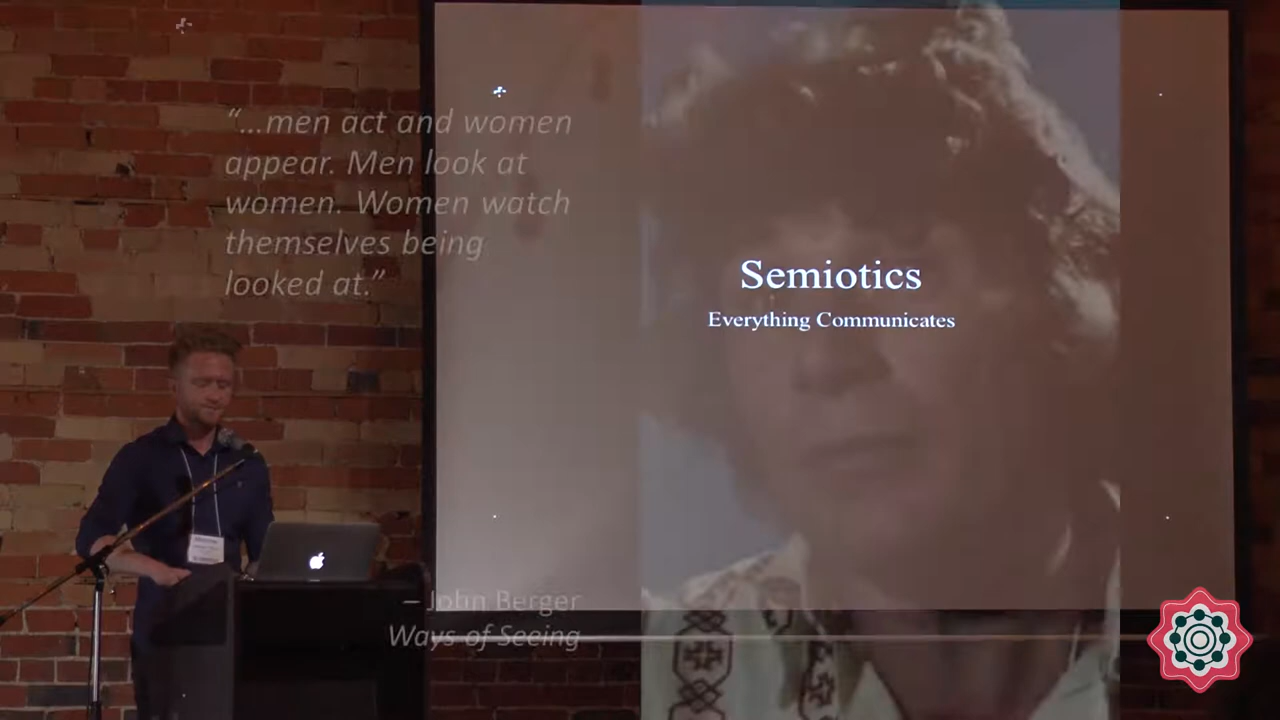 “...men act and women
appear. Men look at
women. Women watch
themselves being
looked at.”
Semiotics
Everything Communicates
– John Berger
Ways of Seeing